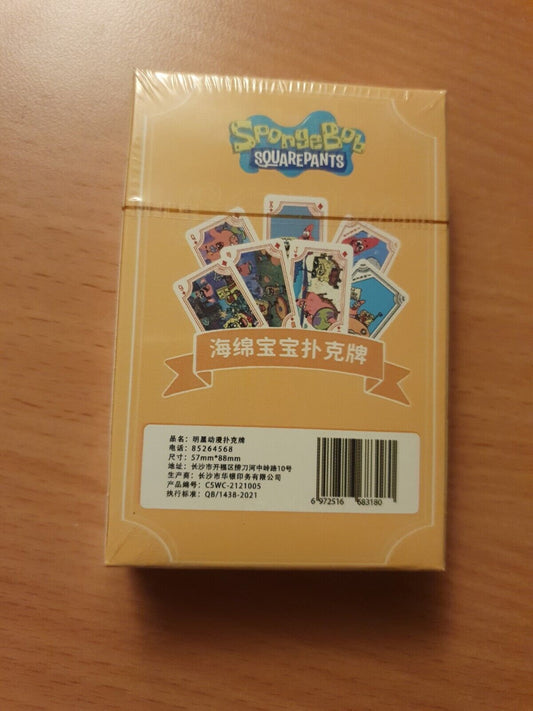 SpongeBob
SQUAREPANTS
海绵宝宝扑克牌
品名：明星动漫扑克牌
电话：85264568
尺寸：57mm*88mm
地址：长沙市开福区捞刀河中岭路10号
生产商：长沙市华银印务有限公司
产品编号：CSWC-2121005
执行标准：QB/1438-2021
6 972516 683180